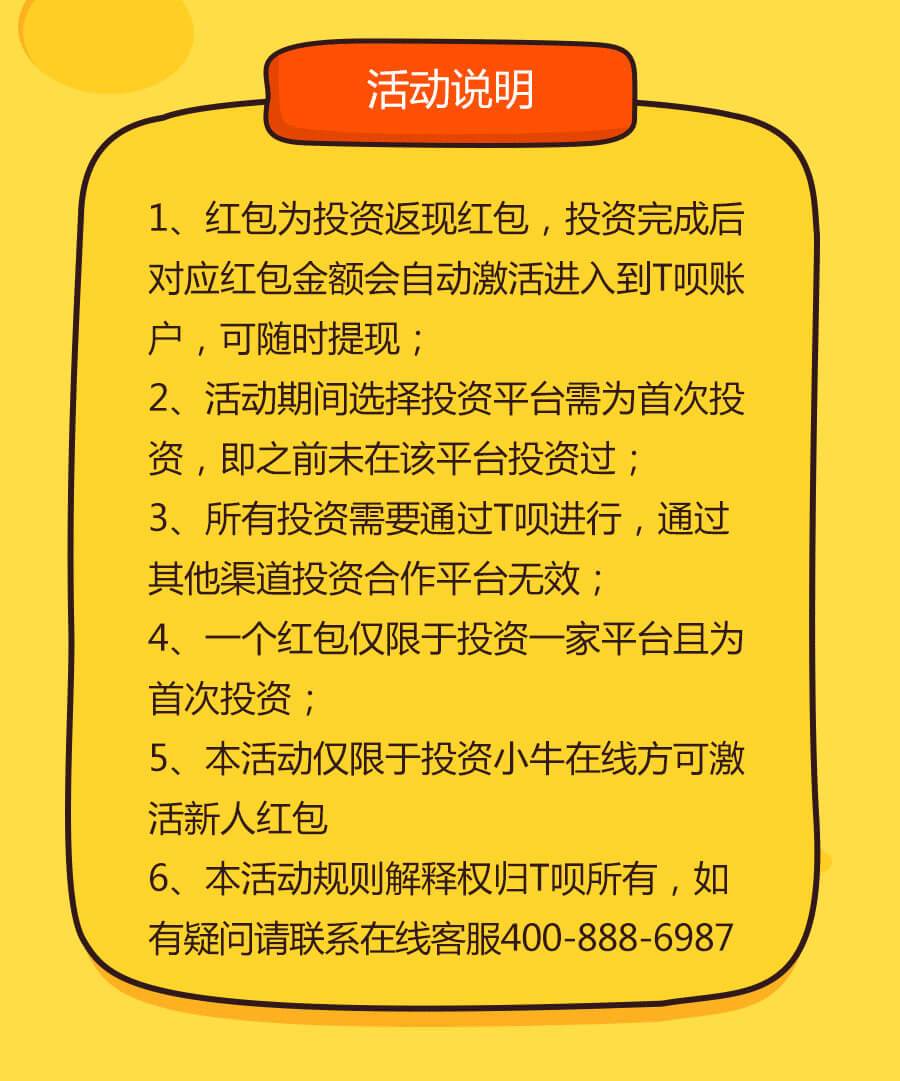 活动说明
1、红包为投资返现红包，投资完成后
对应红包金额会自动激活进入到T呗账
户，可随时提现；
2、活动期间选择投资平台需为首次投
资，即之前未在该平台投资过；
3、所有投资需要通过T呗进行，通过
其他渠道投资合作平台无效；
4、一个红包仅限于投资一家平台且为
首次投资；
5、本活动仅限于投资小牛在线方可激
活新人红包
6、本活动规则解释权归T呗所有，如
有疑问请联系在线客服400-888-6987